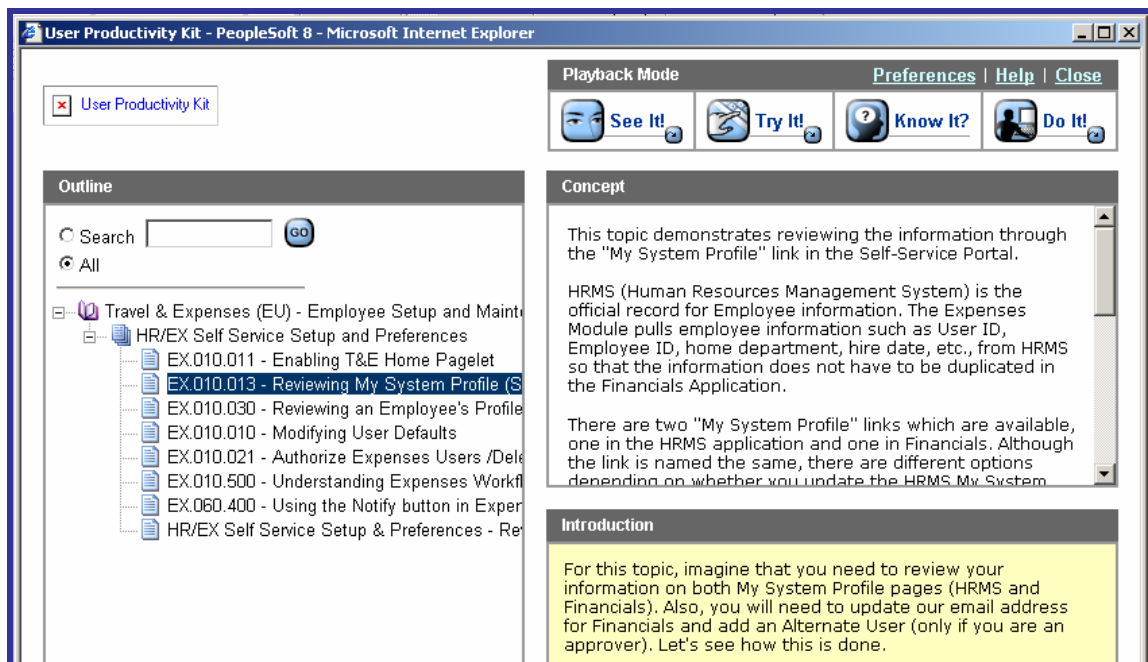 User Productivity Kit - PeopleSoft 8 - Microsoft Internet Explorer
User Productivity Kit
Playback Mode
Preferences | Help | Close
See It!
Try It!
Know It?
Do It!
Outline
Search
GO
All
Travel & Expenses (EU) - Employee Setup and Mainte
HR/EX Self Service Setup and Preferences
EX.010.011 - Enabling T&E Home Pagelet
EX.010.013 - Reviewing My System Profile (S
EX.010.030 - Reviewing an Employee's Profile
EX.010.010 - Modifying User Defaults
EX.010.021 - Authorize Expenses Users /Dele
EX.010.500 - Understanding Expenses Workfl
EX.060.400 - Using the Notify button in Exper
HR/EX Self Service Setup & Preferences - Re
Concept
This topic demonstrates reviewing the information through
the "My System Profile" link in the Self-Service Portal.
HRMS (Human Resources Management System) is the
official record for Employee information. The Expenses
Module pulls employee information such as User ID,
Employee ID, home department, hire date, etc., from HRMS
so that the information does not have to be duplicated in
the Financials Application.
There are two "My System Profile" links which are available,
one in the HRMS application and one in Financials. Although
the link is named the same, there are different options
depending on whether you update the HRMS My System
Introduction
For this topic, imagine that you need to review your
information on both My System Profile pages (HRMS and
Financials). Also, you will need to update our email address
for Financials and add an Alternate User (only if you are an
approver). Let's see how this is done.